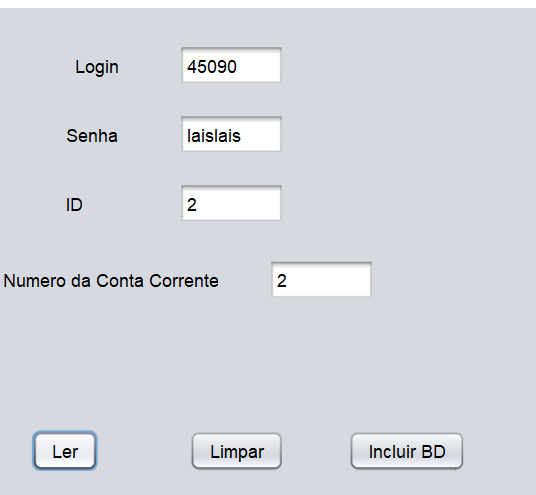 Login 45090
Senha laislais
ID 2
Numero da Conta Corrente 2
Ler Limpar Incluir BD